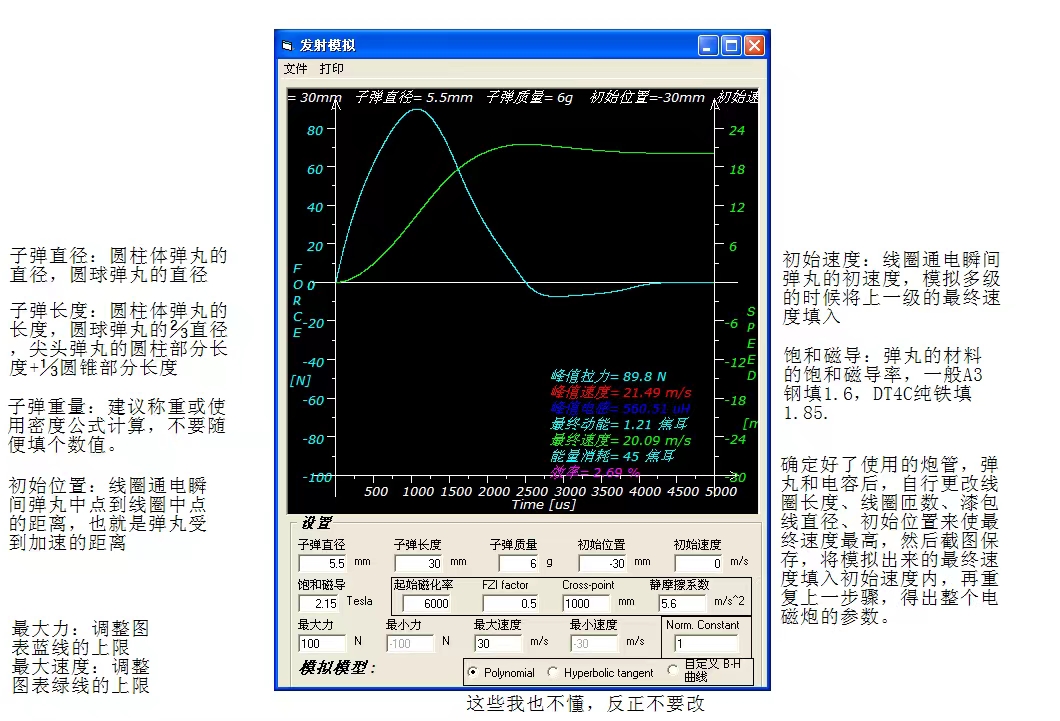 发射模拟
文件 打印
= 30mm 子弹直径= 5.5mm 子弹质量= 6g 初始位置=-30mm 初始速
80
60
40
20
0
-20
-40
-60
-80
-100
FORCE
[N]
24
18
12
6
-6
-12
-18
-24
-30
SPEED
[m
峰值拉力= 89.8 N
峰值速度= 21.49 m/s
峰值电感= 560.51 uH
最终动能= 1.21 焦耳
最终速度= 20.09 m/s
能量消耗= 45 焦耳
效率= 2.69 %
500 1000 1500 2000 2500 3000 3500 4000 4500 5000
Time [us]
设置
子弹直径 子弹长度 子弹质量 初始位置 初始速度
5.5 mm 30 mm 6 g -30 mm 0 m/s
饱和磁导 起始磁化率 FZI factor Cross-point 静摩擦系数
2.15 Tesla 6000 0.5 1000 mm 5.6 m/s^2
最大力 最小力 最大速度 最小速度 Norm. Constant
100 N -100 N 30 m/s -30 m/s 1
模拟模型： Polynomial Hyperbolic tangent 自定义 B-H
曲线
子弹直径：圆柱体弹丸的
直径，圆球弹丸的直径
子弹长度：圆柱体弹丸的
长度，圆球弹丸的⅔直径
，尖头弹丸的圆柱部分长
度+⅓圆锥部分长度
子弹重量：建议称重或使
用密度公式计算，不要随
便填个数值。
初始位置：线圈通电瞬
间弹丸中点到线圈中点
的距离，也就是弹丸受
到加速的距离
最大力：调整图
表蓝线的上限
最大速度：调整
图表绿线的上限
初始速度：线圈通电瞬间
弹丸的初速度，模拟多级
的时候将上一级的最终速
度填入
饱和磁导：弹丸的材料
的饱和磁导率，一般A3
钢填1.6，DT4C纯铁填
1.85.
确定好了使用的炮管，弹
丸和电容后，自行更改线
圈长度、线圈匝数、漆包
线直径、初始位置来使最
终速度最高，然后截图保
存，将模拟出来的最终速
度填入初始速度内，再重
复上一步骤，得出整个电
磁炮的参数。
这些我也不懂，反正不要改